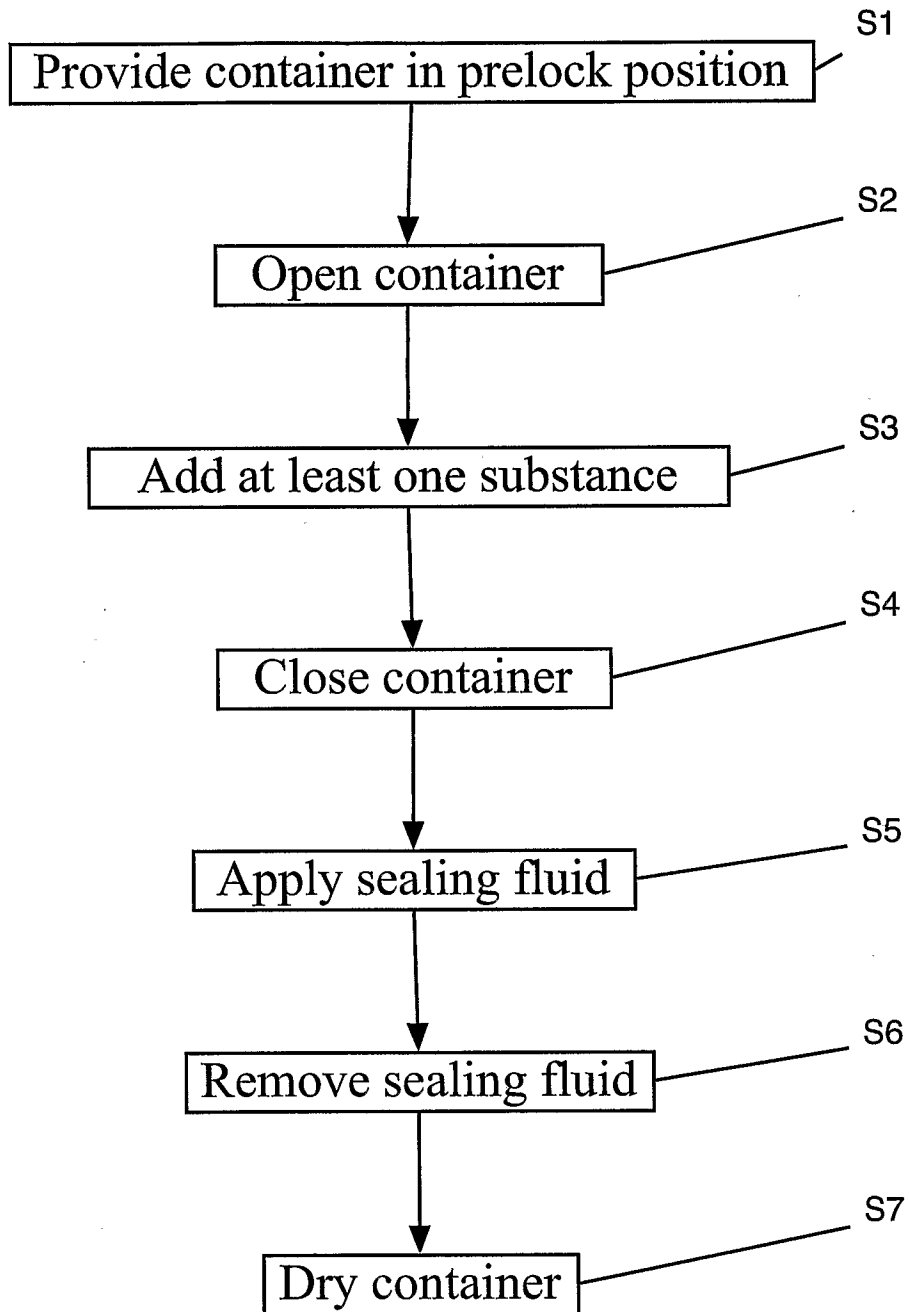 S1
Provide container in prelock position
S2
Open container
S3
Add at least one substance
S4
Close container
S5
Apply sealing fluid
S6
Remove sealing fluid
S7
Dry container